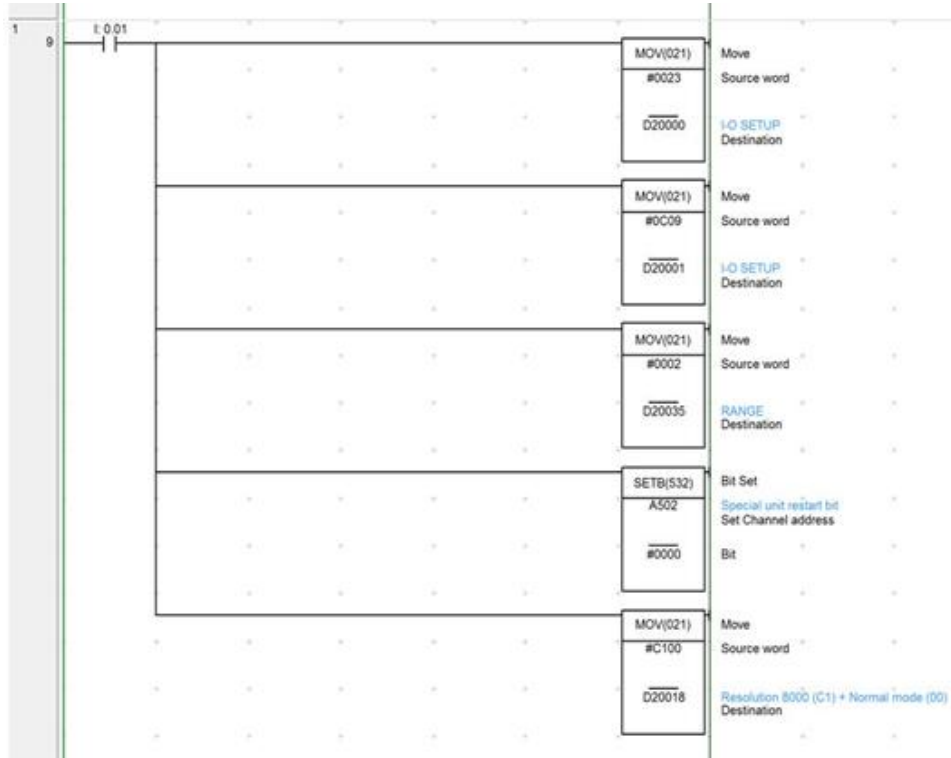 1
9
I: 0.01
MOV(021) Move
#0023 Source word
D20000 I-O SETUP
Destination
MOV(021) Move
#0C09 Source word
D20001 I-O SETUP
Destination
MOV(021) Move
#0002 Source word
D20035 RANGE
Destination
SETB(532) Bit Set
A502 Special unit restart bit
Set Channel address
#0000 Bit
MOV(021) Move
#C100 Source word
D20018 Resolution 8000 (C1) + Normal mode (00)
Destination